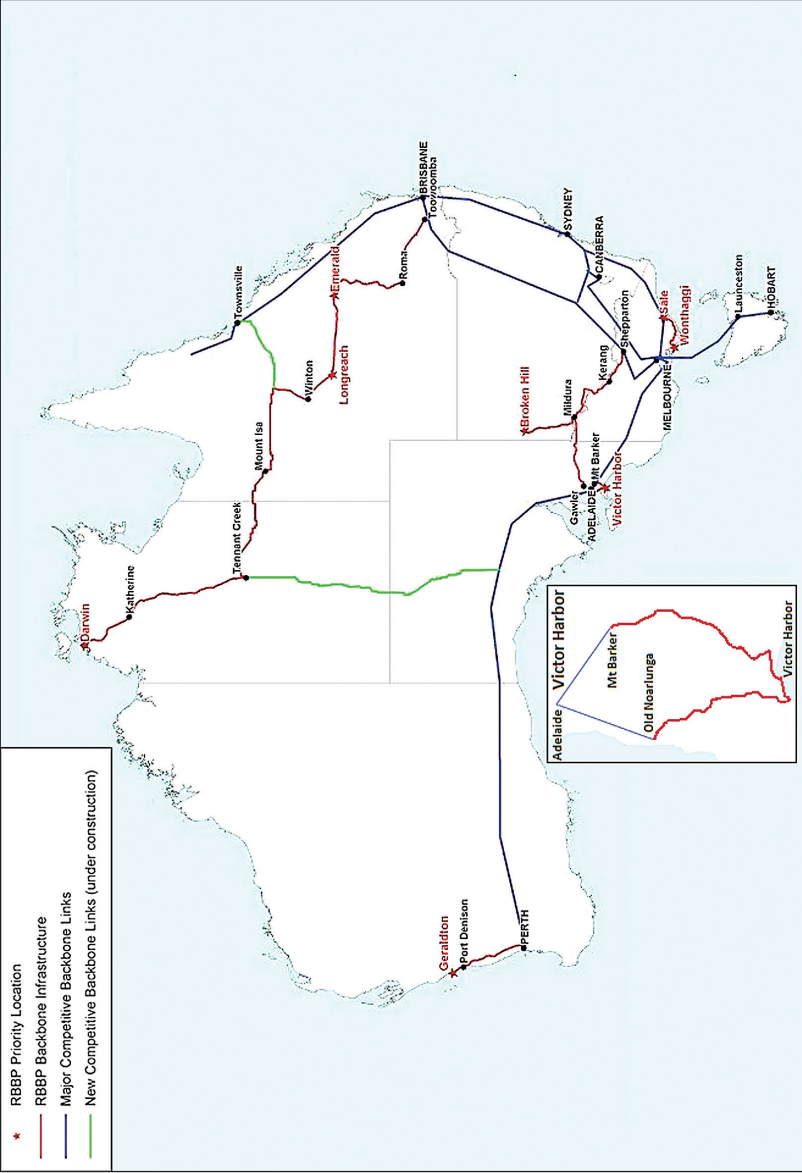 RBBP Priority Location
RBBP Backbone Infrastructure
Major Competitive Backbone Links
New Competitive Backbone Links (under construction)
Darwin
Katherine
Tennant Creek
Mount Isa
Townsville
Winton
Longreach
Emerald
Roma
BRISBANE
Toowoomba
Geraldton
Port Denison
PERTH
Broken Hill
Mildura
Kerang
Shepparton
SYDNEY
CANBERRA
Gawler
ADELAIDE
Mt Barker
Victor Harbor
MELBOURNE
Sale
Wonthaggi
Launceston
HOBART
Victor Harbor
Adelaide
Mt Barker
Old Noarlunga
Victor Harbor